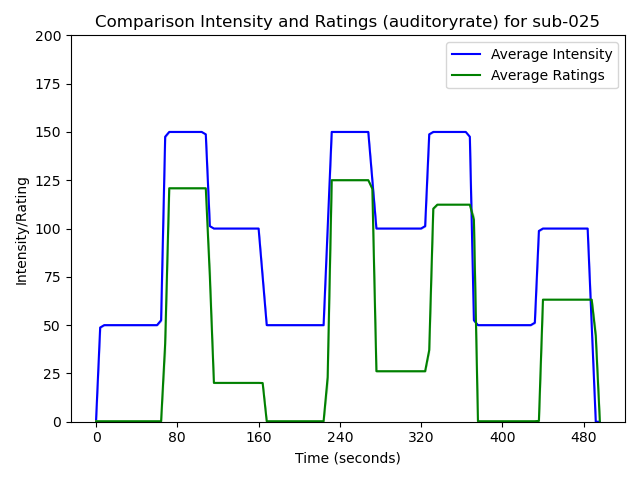 Comparison Intensity and Ratings (auditoryrate) for sub-025
200
175
150
125
100
75
50
25
0
Intensity/Rating
Average Intensity
Average Ratings
0 80 160 240 320 400 480
Time (seconds)